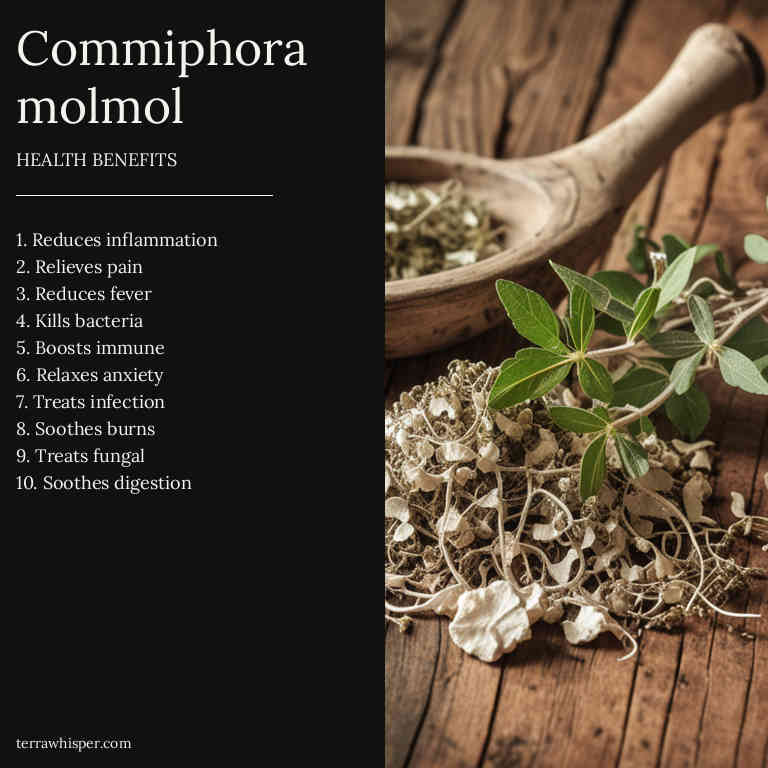 Commiphora
molmol
HEALTH BENEFITS
1. Reduces inflammation
2. Relieves pain
3. Reduces fever
4. Kills bacteria
5. Boosts immune
6. Relaxes anxiety
7. Treats infection
8. Soothes burns
9. Treats fungal
10. Soothes digestion
terrawhisper.com